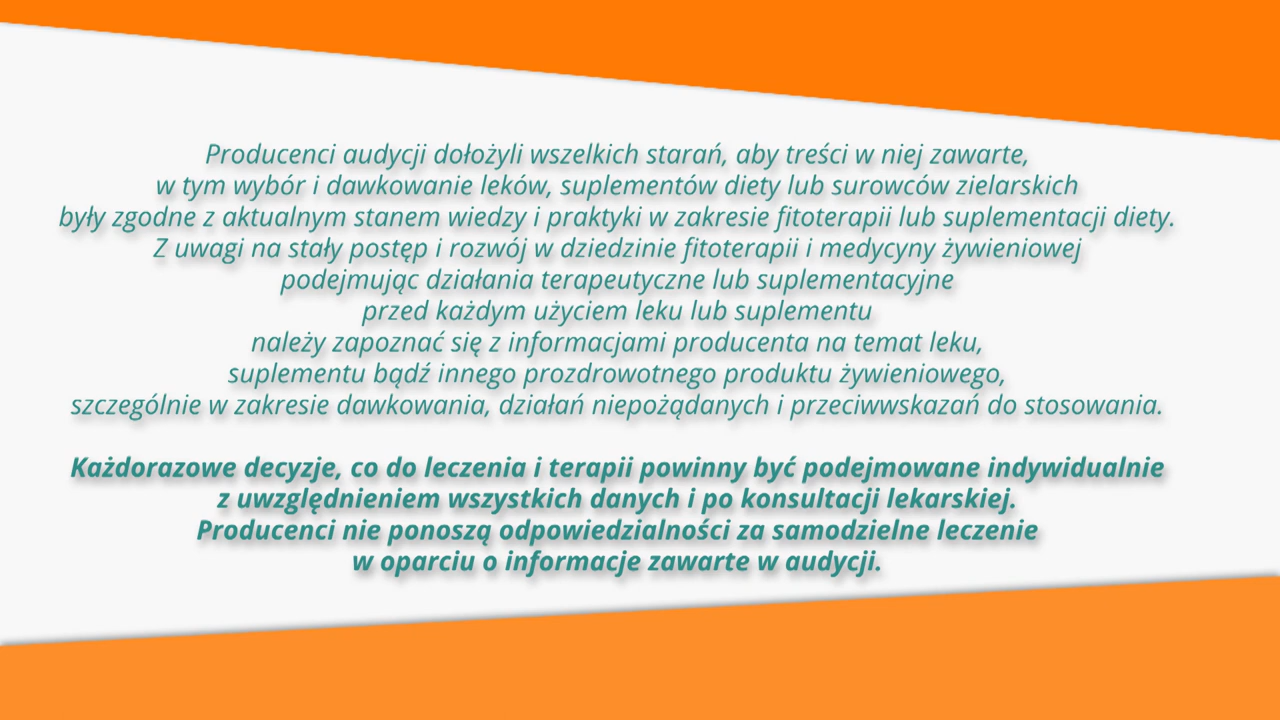 Producenci audycji dołożyli wszelkich starań, aby treści w niej zawarte,
w tym wybór i dawkowanie leków, suplementów diety lub surowców zielarskich
były zgodne z aktualnym stanem wiedzy i praktyki w zakresie fitoterapii lub suplementacji diety.
Z uwagi na stały postęp i rozwój w dziedzinie fitoterapii i medycyny żywieniowej
podejmując działania terapeutyczne lub suplementacyjne
przed każdym użyciem leku lub suplementu
należy zapoznać się z informacjami producenta na temat leku,
suplementu bądź innego prozdrowotnego produktu żywieniowego,
szczególnie w zakresie dawkowania, działań niepożądanych i przeciwwskazań do stosowania.
Każdorazowe decyzje, co do leczenia i terapii powinny być podejmowane indywidualnie
z uwzględnieniem wszystkich danych i po konsultacji lekarskiej.
Producenci nie ponoszą odpowiedzialności za samodzielne leczenie
w oparciu o informacje zawarte w audycji.